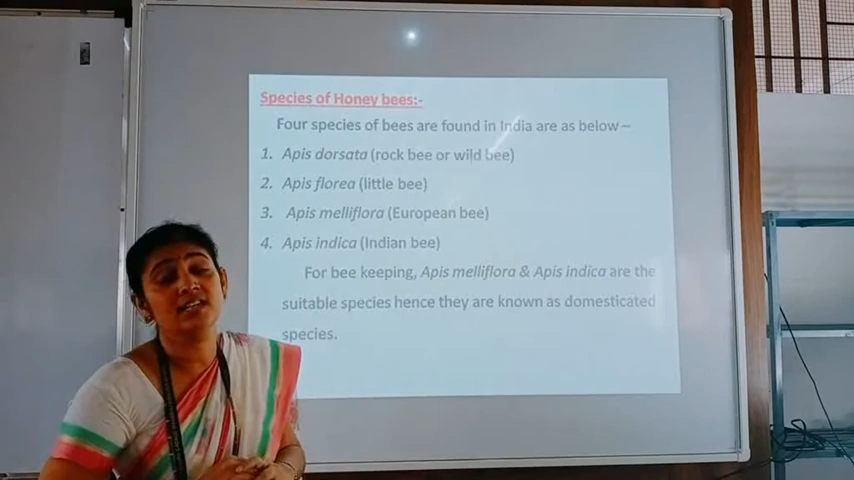 Species of Honey bees:-
Four species of bees are found in India are as below –
1. Apis dorsata (rock bee or wild bee)
2. Apis florea (little bee)
3. Apis melliflora (European bee)
4. Apis indica (Indian bee)
For bee keeping, Apis melliflora & Apis indica are the
suitable species hence they are known as domesticated
species.